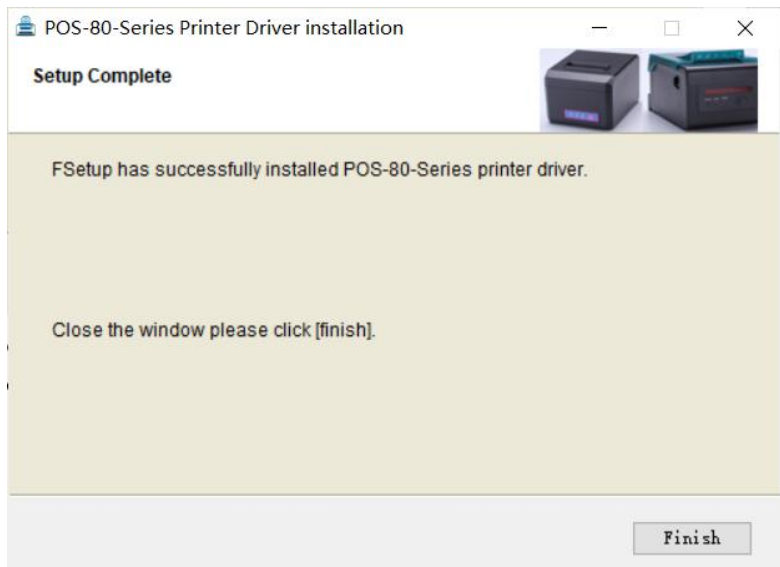 POS-80-Series Printer Driver installation
Setup Complete
FSetup has successfully installed POS-80-Series printer driver.
Close the window please click [finish].
Finish